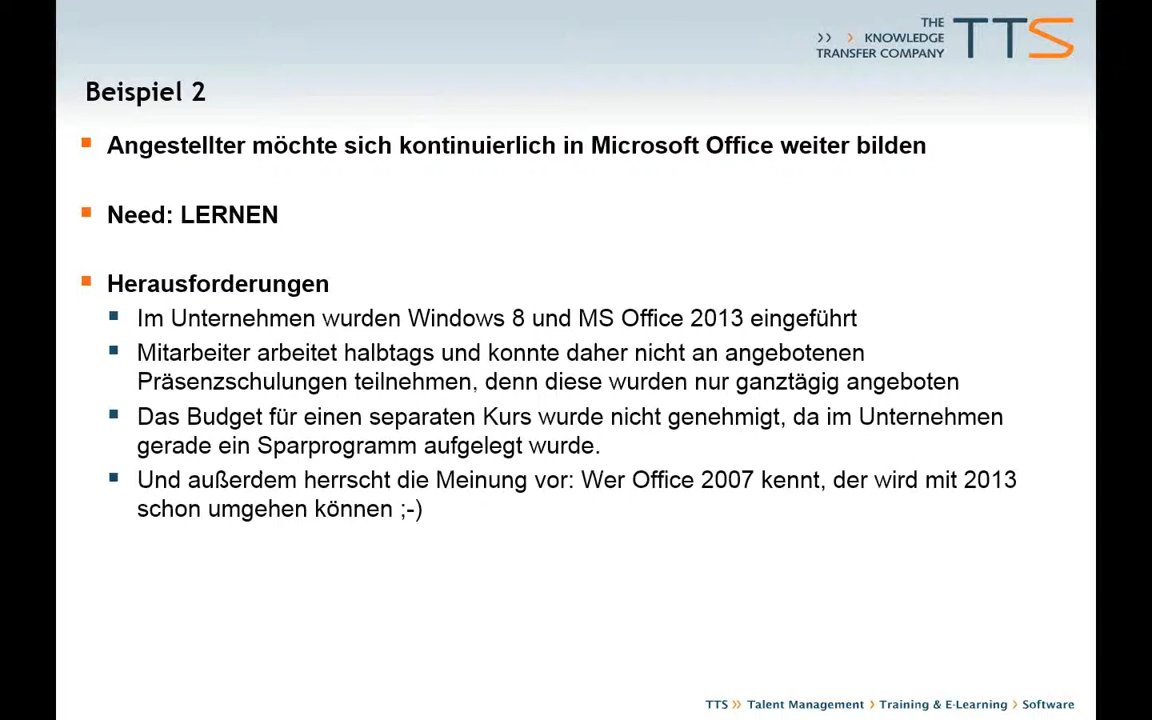 THE
>> > KNOWLEDGE
TRANSFER COMPANY
TTS
Beispiel 2
Angestellter möchte sich kontinuierlich in Microsoft Office weiter bilden
Need: LERNEN
Herausforderungen
Im Unternehmen wurden Windows 8 und MS Office 2013 eingeführt
Mitarbeiter arbeitet halbtags und konnte daher nicht an angebotenen
Präsenzschulungen teilnehmen, denn diese wurden nur ganztägig angeboten
Das Budget für einen separaten Kurs wurde nicht genehmigt, da im Unternehmen
gerade ein Sparprogramm aufgelegt wurde.
Und außerdem herrscht die Meinung vor: Wer Office 2007 kennt, der wird mit 2013
schon umgehen können ;-)
TTS >> Talent Management > Training & E-Learning > Software